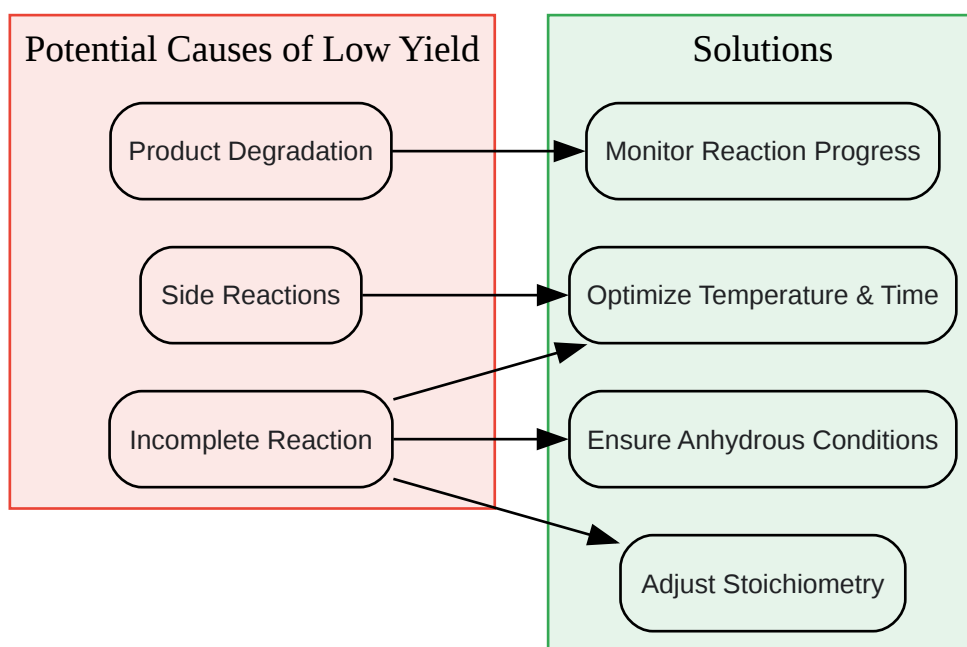 Potential Causes of Low Yield
Solutions
Product Degradation
Monitor Reaction Progress
Side Reactions
Optimize Temperature & Time
Incomplete Reaction
Ensure Anhydrous Conditions
Adjust Stoichiometry